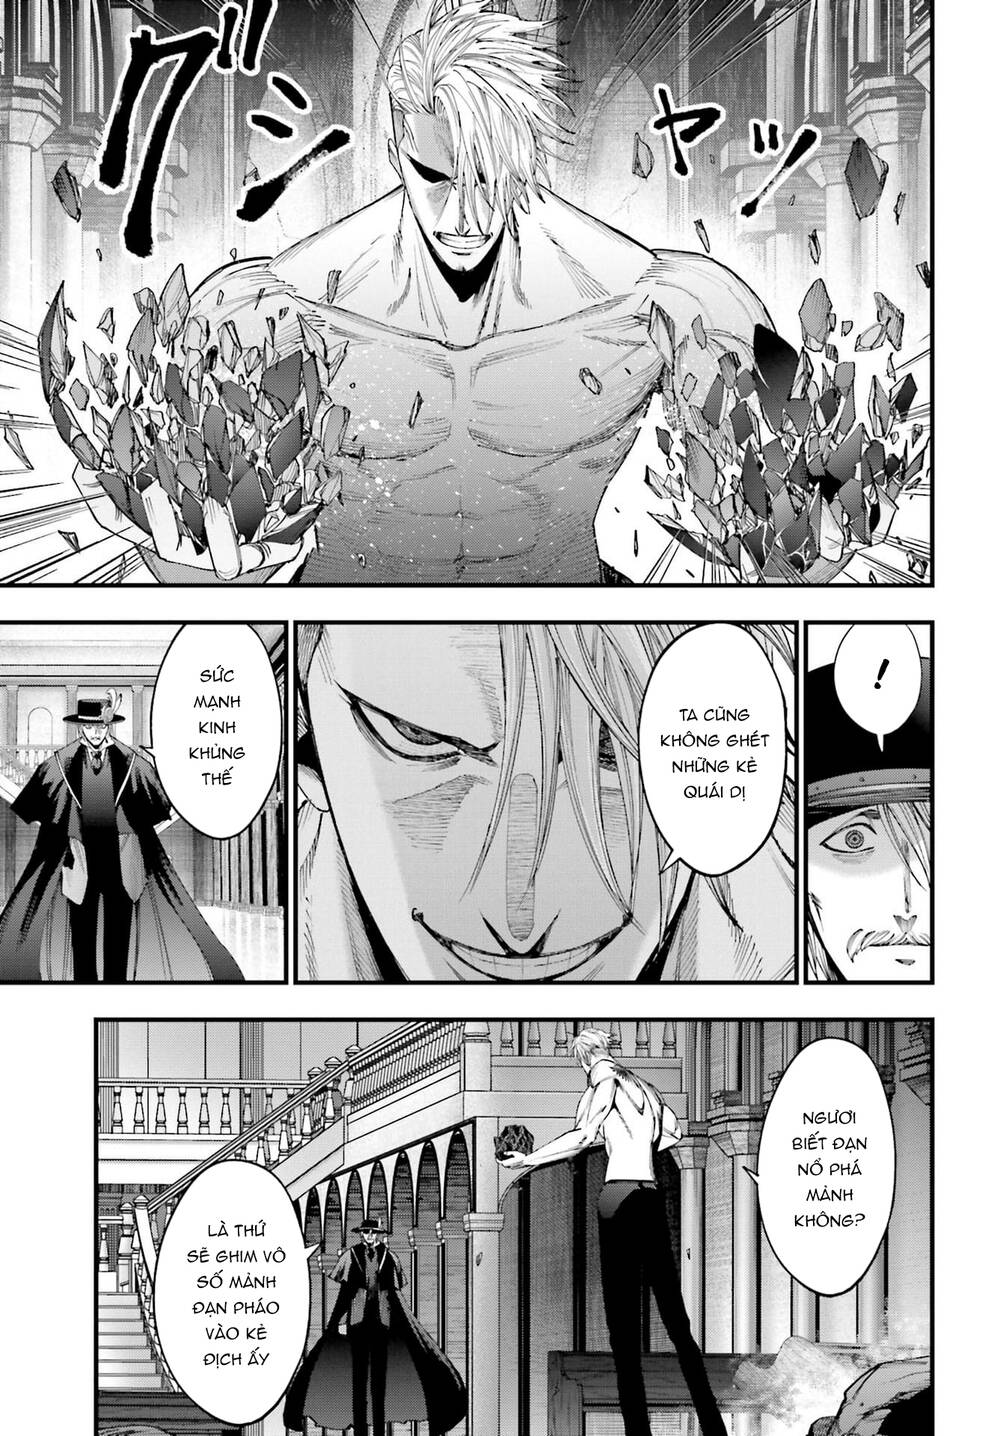 グシャッ
!
TA CŨNG
KHÔNG GHÉT
NHỮNG KẺ
QUÁI DỊ
SỨC
MẠNH
KINH
KHỦNG
THẾ
NGƯƠI
BIẾT ĐẠN
NỔ PHÁ
MẢNH
KHÔNG?
LÀ THỨ
SẼ GHIM VÔ
SỐ MẢNH
ĐẠN PHÁO
VÀO KẺ
ĐỊCH ẤY